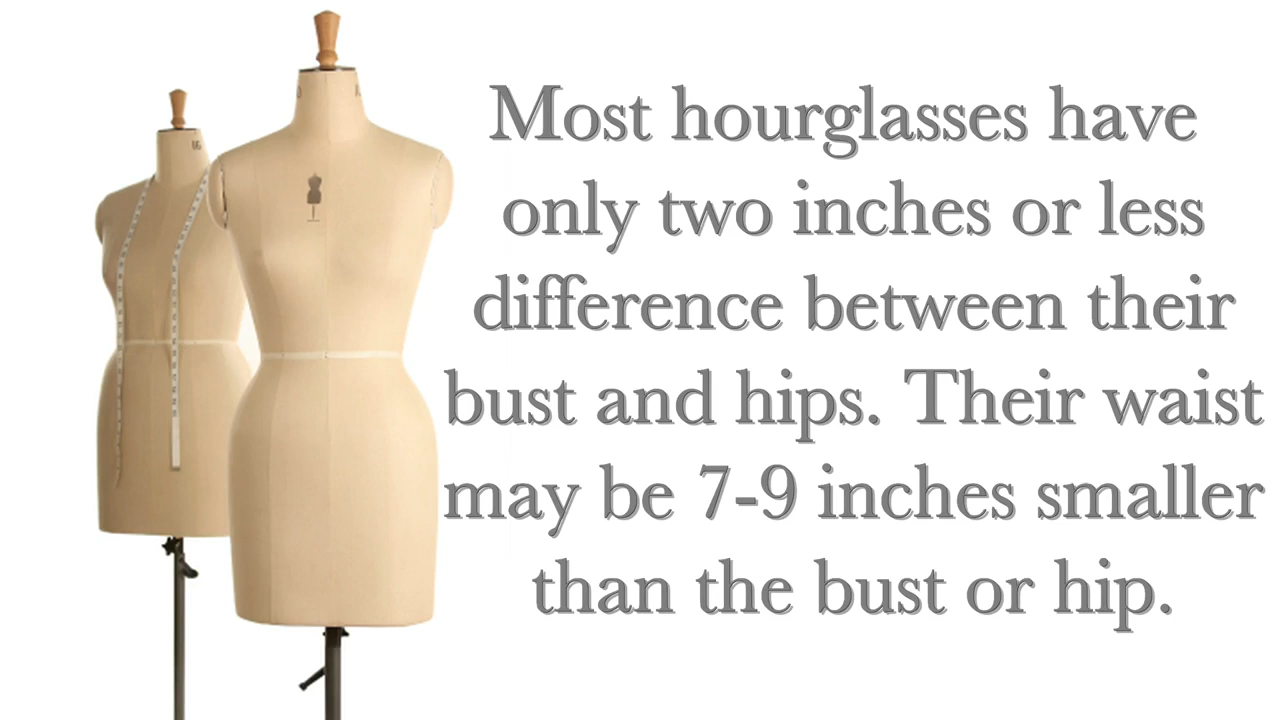 Most hourglasses have
only two inches or less
difference between their
bust and hips. Their waist
may be 7-9 inches smaller
than the bust or hip.